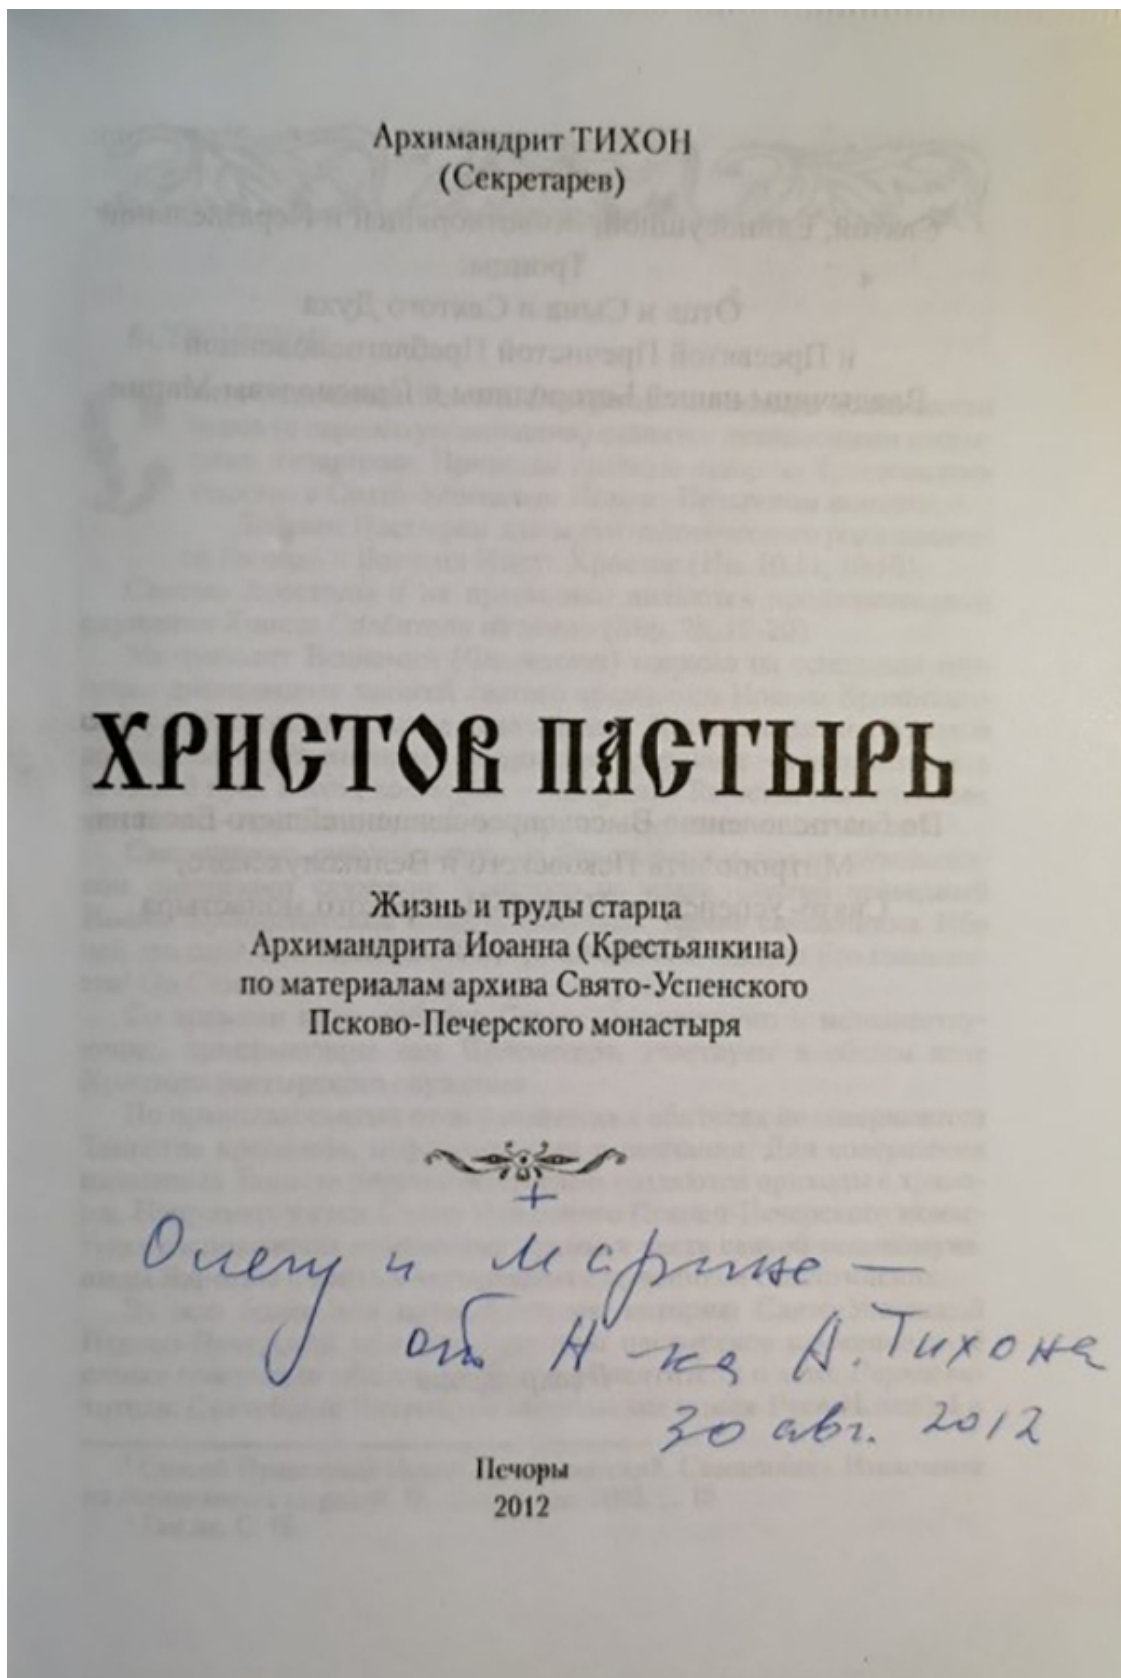 Архимандрит ТИХОН
(Секретарев)
ХРИСТОВ ПАСТЫРЬ
Жизнь и труды старца
Архимандрита Иоанна (Крестьянкина)
по материалам архива Свято-Успенского
Псково-Печерского монастыря
+
Олегу и Марине —
от Н-ка А. Тихона
30 авг. 2012
Печоры
2012